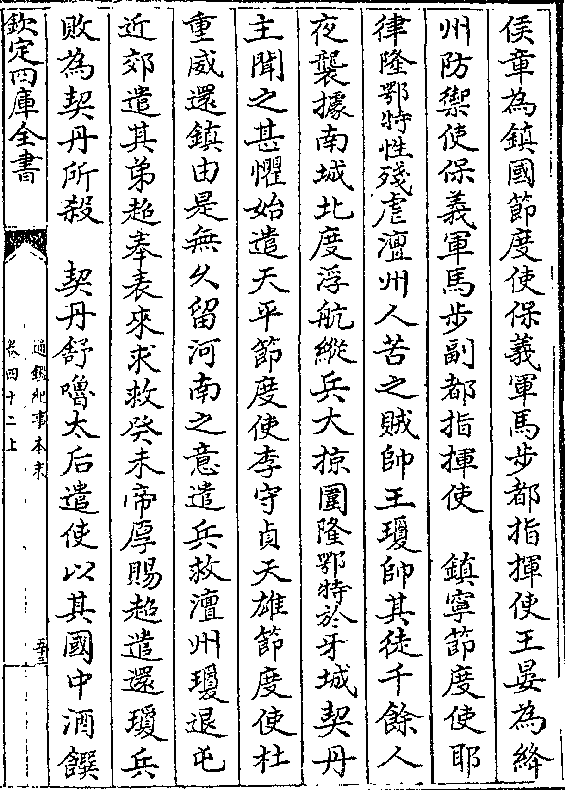 侯章為鎮國節度使保義軍馬步都指揮使王晏為絳
州防禦使保義軍馬步副都指揮使　鎮寧節度使耶
律隆鄂特性殘虐澶州人苦之賊帥王瓊帥其徒千餘人
夜襲據南城北度浮航縱兵大掠圍隆鄂特於牙城契丹
主聞之甚懼始遣天平節度使李守貞天雄節度使杜
重威還鎮由是無久留河南之意遣兵救澶州瓊退屯
近郊遣其弟超奉表來求救癸未帝厚賜超遣還瓊兵
敗為契丹所殺　契丹舒嚕太后遣使以其國中酒饌
欽定四庫全書
通鑑紀事本末
卷四十二上